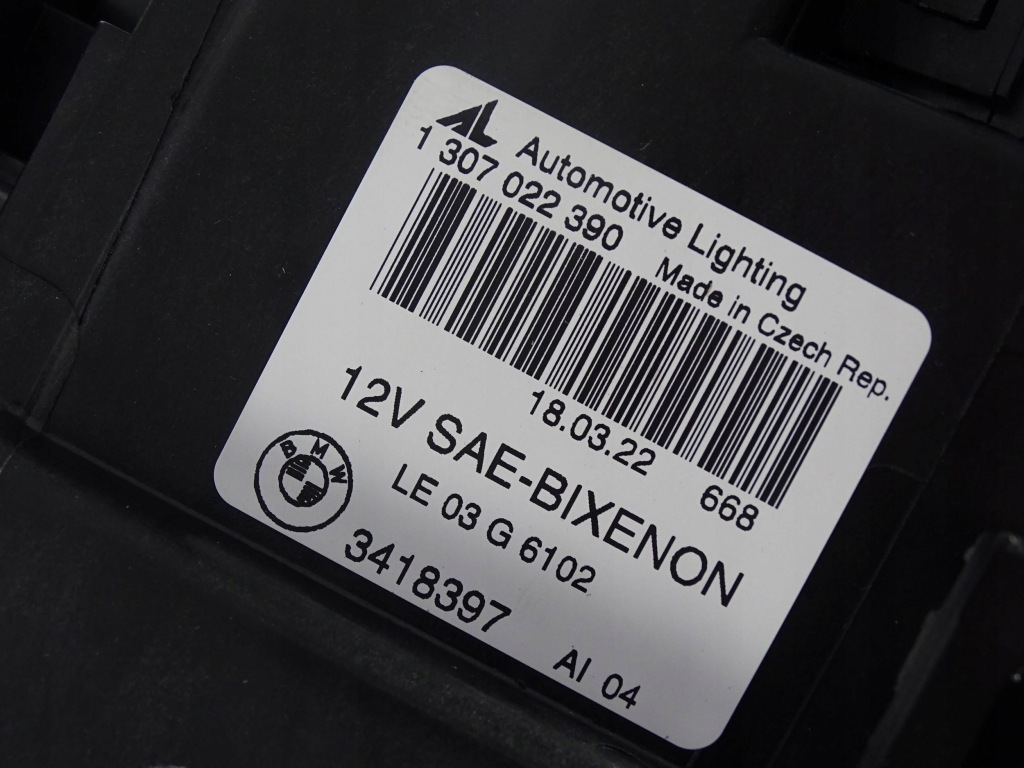 AL Automotive Lighting
1 307 022 390
Made in Czech Rep.
18.03.22
668
12V SAE-BIXENON
BMW
LE 03 G 6102
3418397
AI 04